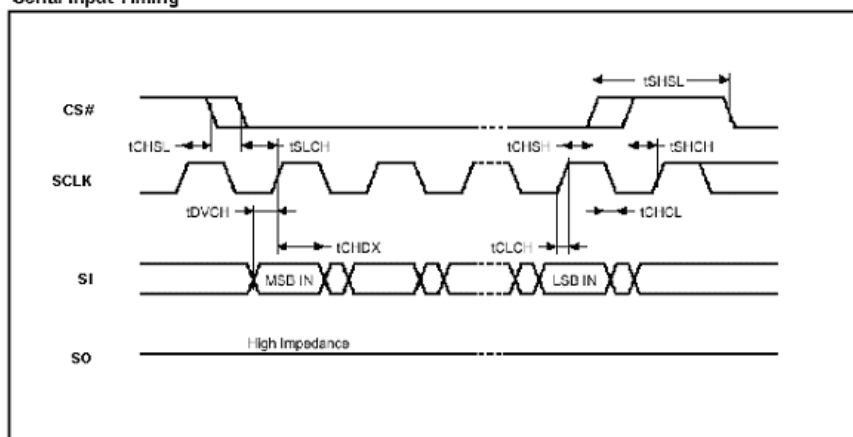 Serial Input Timing
tSHSL
CS#
tCHSL
tSLCH
tCHSH
tSHCH
SCLK
tDVCH
tCHCL
tCHDX
tCLCH
SI
MSB IN
LSB IN
High Impedance
SO